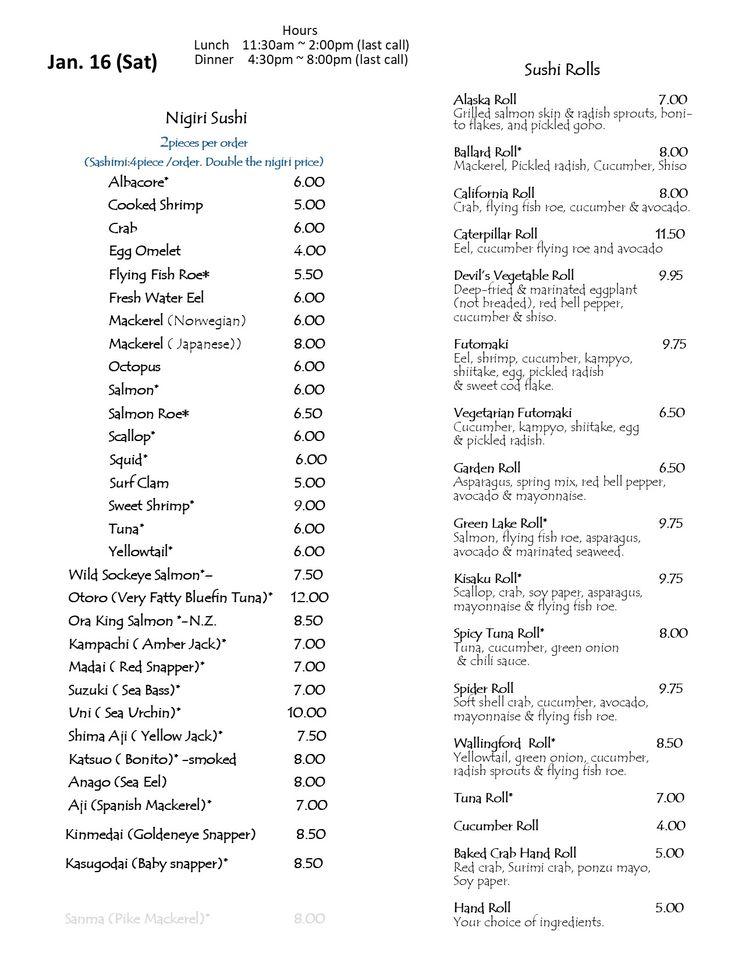 Jan. 16 (Sat)
Hours
Lunch 11:30am ~ 2:00pm (last call)
Dinner 4:30pm ~ 8:00pm (last call)
Nigiri Sushi
2pieces per order
(Sashimi:4piece /order. Double the nigiri price)
Albacore* 6.00
Cooked Shrimp 5.00
Crab 6.00
Egg Omelet 4.00
Flying Fish Roe* 5.50
Fresh Water Eel 6.00
Mackerel (Norwegian) 6.00
Mackerel ( Japanese)) 8.00
Octopus 6.00
Salmon* 6.00
Salmon Roe* 6.50
Scallop* 6.00
Squid* 6.00
Surf Clam 5.00
Sweet Shrimp* 9.00
Tuna* 6.00
Yellowtail* 6.00
Wild Sockeye Salmon*– 7.50
Otoro (Very Fatty Bluefin Tuna)* 12.00
Ora King Salmon *-N.Z. 8.50
Kampachi ( Amber Jack)* 7.00
Madai ( Red Snapper)* 7.00
Suzuki ( Sea Bass)* 7.00
Uni ( Sea Urchin)* 10.00
Shima Aji ( Yellow Jack)* 7.50
Katsuo ( Bonito)* -smoked 8.00
Anago (Sea Eel) 8.00
Aji (Spanish Mackerel)* 7.00
Kinmedai (Goldeneye Snapper) 8.50
Kasugodai (Baby snapper)* 8.50
Sanma (Pike Mackerel)* 8.00
Sushi Rolls
Alaska Roll 7.00
Grilled salmon skin & radish sprouts, boni-
to flakes, and pickled gobo.
Ballard Roll* 8.00
Mackerel, Pickled radish, Cucumber, Shiso
California Roll 8.00
Crab, flying fish roe, cucumber & avocado.
Caterpillar Roll 11.50
Eel, cucumber flying roe and avocado
Devil's Vegetable Roll 9.95
Deep-fried & marinated eggplant
(not breaded), red bell pepper,
cucumber & shiso.
Futomaki 9.75
Eel, shrimp, cucumber, kampyo,
shiitake, egg, pickled radish
& sweet cod flake.
Vegetarian Futomaki 6.50
Cucumber, kampyo, shiitake, egg
& pickled radish.
Garden Roll 6.50
Asparagus, spring mix, red bell pepper,
avocado & mayonnaise.
Green Lake Roll* 9.75
Salmon, flying fish roe, asparagus,
avocado & marinated seaweed.
Kisaku Roll* 9.75
Scallop, crab, soy paper, asparagus,
mayonnaise & flying fish roe.
Spicy Tuna Roll* 8.00
Tuna, cucumber, green onion
& chili sauce.
Spider Roll 9.75
Soft shell crab, cucumber, avocado,
mayonnaise & flying fish roe.
Wallingford Roll* 8.50
Yellowtail, green onion, cucumber,
radish sprouts & flying fish roe.
Tuna Roll* 7.00
Cucumber Roll 4.00
Baked Crab Hand Roll 5.00
Red crab, Surimi crab, ponzu mayo,
Soy paper.
Hand Roll 5.00
Your choice of ingredients.